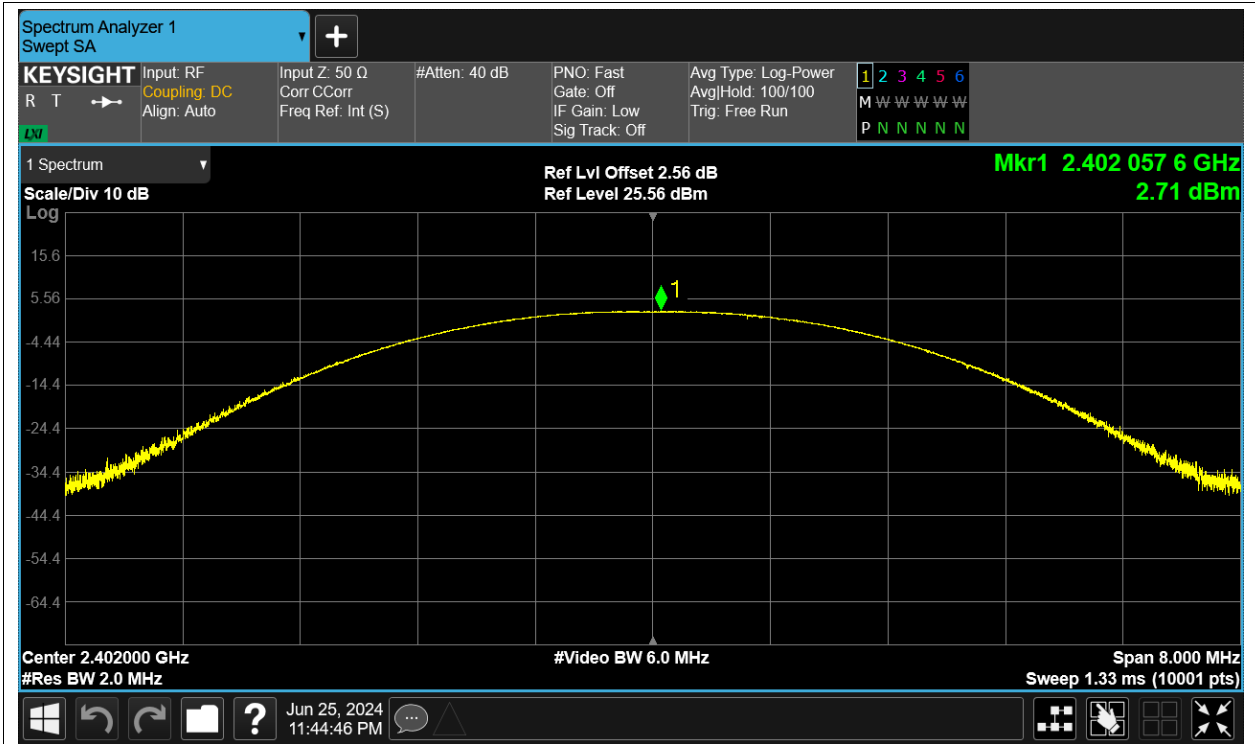 Spectrum Analyzer 1
Swept SA
KEYSIGHT
R T
LXI
Input: RF
Coupling: DC
Align: Auto
Input Z: 50 Ω
Corr CCorr
Freq Ref: Int (S)
#Atten: 40 dB
PNO: Fast
Gate: Off
IF Gain: Low
Sig Track: Off
Avg Type: Log-Power
Avg|Hold: 100/100
Trig: Free Run
1 2 3 4 5 6
M W W W W W
P N N N N N
1 Spectrum
Scale/Div 10 dB
Log
Ref Lvl Offset 2.56 dB
Ref Level 25.56 dBm
Mkr1 2.402 057 6 GHz
2.71 dBm
15.6
5.56
-4.44
-14.4
-24.4
-34.4
-44.4
-54.4
-64.4
1
Center 2.402000 GHz
#Video BW 6.0 MHz
Span 8.000 MHz
#Res BW 2.0 MHz
Sweep 1.33 ms (10001 pts)
?
Jun 25, 2024
11:44:46 PM